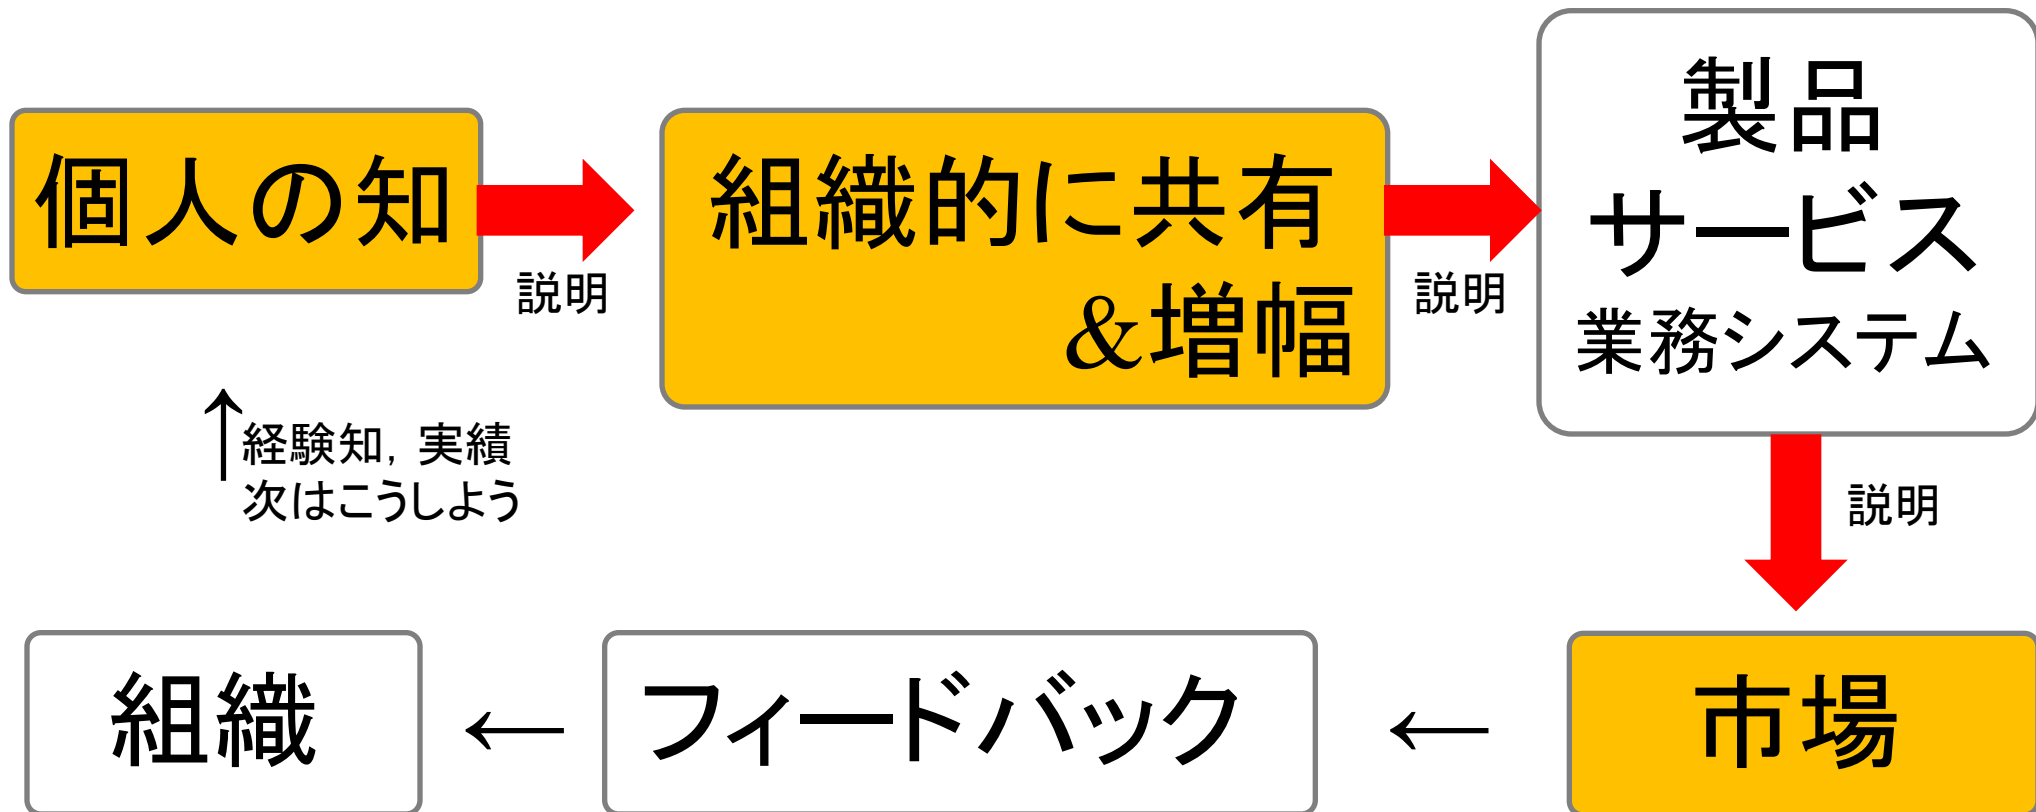 個人の知
説明
組織的に共有
&増幅
説明
製品
サービス
業務システム
↑
経験知, 実績
次はこうしよう
説明
組織
←
フィードバック
←
市場